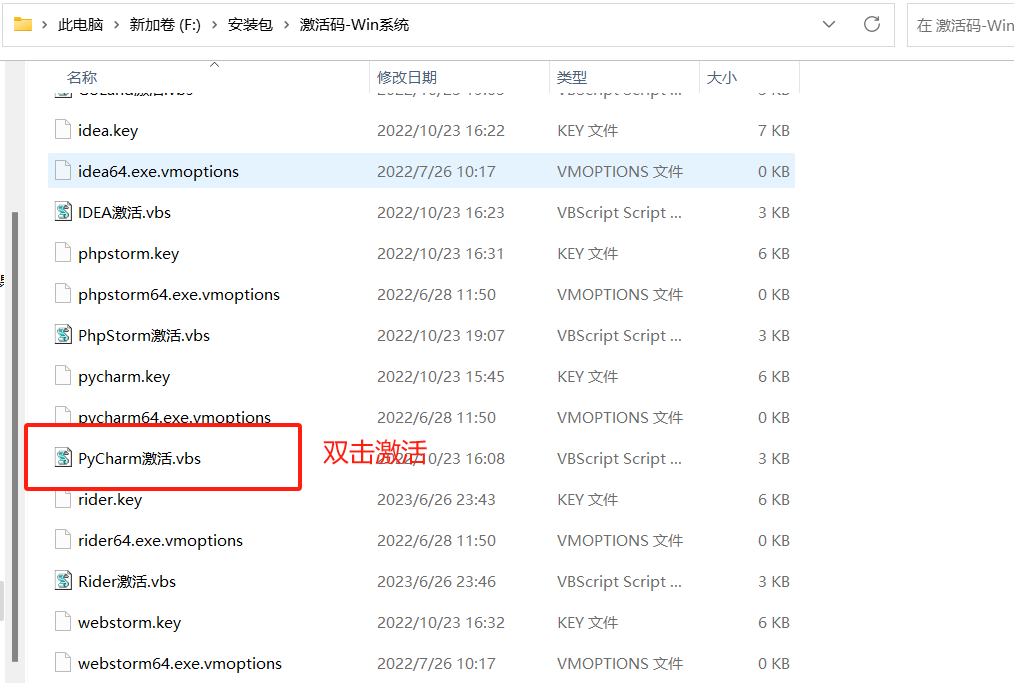 此电脑 > 新加卷 (F:) > 安装包 > 激活码-Win系统
在 激活码-Win
名称 修改日期 类型 大小
idea.key 2022/10/23 16:22 KEY 文件 7 KB
idea64.exe.vmoptions 2022/7/26 10:17 VMOPTIONS 文件 0 KB
IDEA激活.vbs 2022/10/23 16:23 VBScript Script ... 3 KB
phpstorm.key 2022/10/23 16:31 KEY 文件 6 KB
phpstorm64.exe.vmoptions 2022/6/28 11:50 VMOPTIONS 文件 0 KB
PhpStorm激活.vbs 2022/10/23 19:07 VBScript Script ... 3 KB
pycharm.key 2022/10/23 15:45 KEY 文件 6 KB
pycharm64.exe.vmoptions 2022/6/28 11:50 VMOPTIONS 文件 0 KB
PyCharm激活.vbs 双击激活 2022/10/23 16:08 VBScript Script ... 3 KB
rider.key 2023/6/26 23:43 KEY 文件 6 KB
rider64.exe.vmoptions 2022/6/28 11:50 VMOPTIONS 文件 0 KB
Rider激活.vbs 2023/6/26 23:46 VBScript Script ... 3 KB
webstorm.key 2022/10/23 16:32 KEY 文件 6 KB
webstorm64.exe.vmoptions 2022/7/26 10:17 VMOPTIONS 文件 0 KB